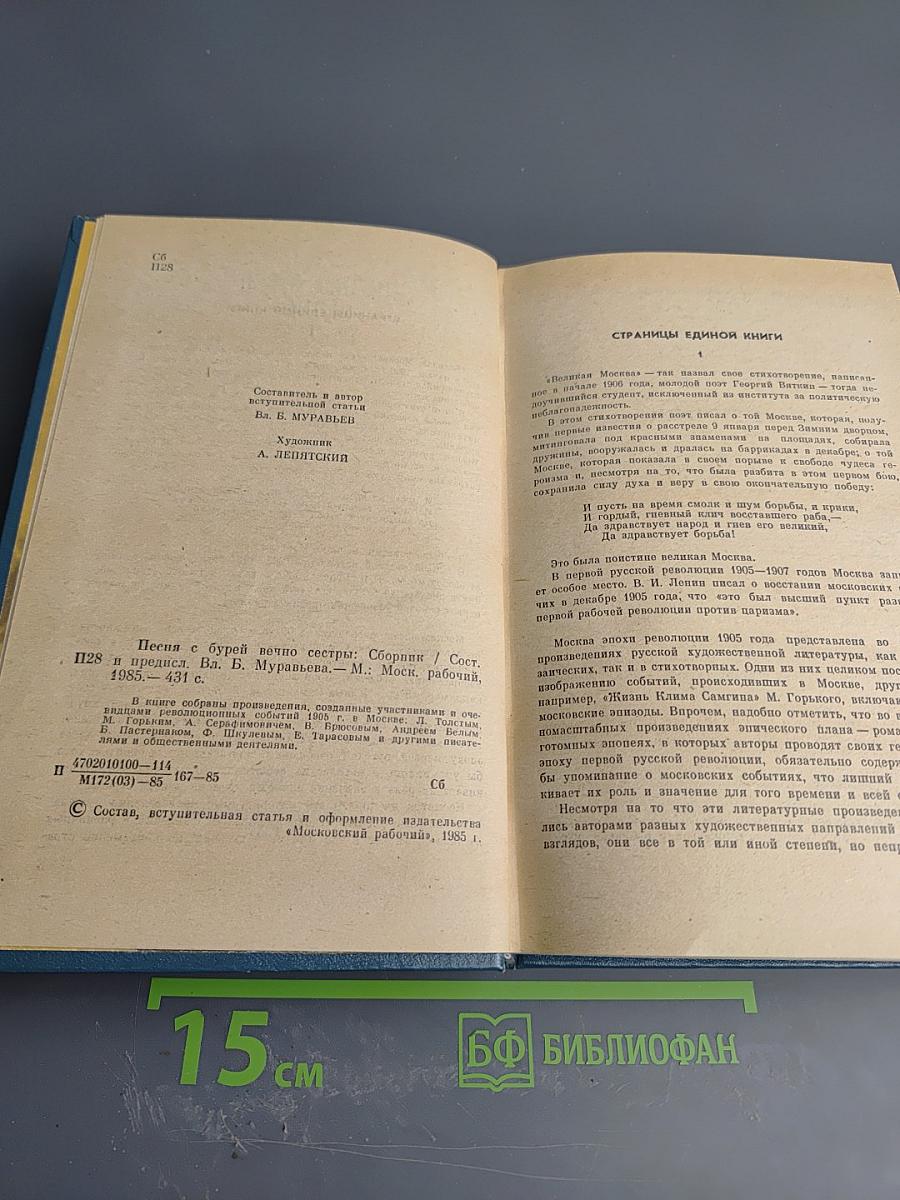 Сб
П28
Составитель и автор
вступительной статьи
Вл. Б. МУРАВЬЕВ
Художник
А. ЛЕПЯТСКИЙ
Песня с бурей вечно сестры: Сборник / Сост.
П28 и предисл. Вл. Б. Муравьева.— М.: Моск. рабочий,
1985.— 431 с.
В книге собраны произведения, созданные участниками и оче-
видцами революционных событий 1905 г. в Москве: Л. Толстым,
М. Горьким, А. Серафимовичем, В. Брюсовым, Андреем Белым,
Б. Пастернаком, Ф. Шкулевым, Е. Тарасовым и другими писате-
лями и общественными деятелями.
П 4702010100—114
М172(03)—85 167—85
Сб
© Состав, вступительная статья и оформление издательства
«Московский рабочий», 1985 г.
СТРАНИЦЫ ЕДИНОЙ КНИГИ
1
«Великая Москва» — так назвал свое стихотворение, написан-
ное в начале 1906 года, молодой поэт Георгий Вяткин — тогда не-
доучившийся студент, исключенный из института за политическую
неблагонадежность.
В этом стихотворении поэт писал о той Москве, которая, полу-
чив первые известия о расстреле 9 января перед Зимним дворцом,
митинговала под красными знаменами на площадях, собирала
дружины, вооружалась и дралась на баррикадах в декабре; о той
Москве, которая показала в своем порыве к свободе чудеса ге-
роизма и, несмотря на то, что была разбита в этом первом бою,
сохранила силу духа и веру в свою окончательную победу:
И пусть на время смолк и шум борьбы, и крики,
И гордый, гневный клич восставшего раба,—
Да здравствует народ и гнев его великий,
Да здравствует борьба!
Это была поистине великая Москва.
В первой русской революции 1905—1907 годов Москва
ет особое место. В. И. Ленин писал о восстании московских
чих в декабре 1905 года, что «это был высший пункт
первой рабочей революции против царизма».
Москва эпохи революции 1905 года представлена во
произведениях русской художественной литературы, как
заических, так и в стихотворных. Одни из них целиком
изображению событий, происходивших в Москве,
например, «Жизнь Клима Самгина» М. Горького,
московские эпизоды. Впрочем, надобно отметить, что во
номасштабных произведениях эпического плана —
готомных эпопеях, в которых авторы проводят своих
эпоху первой русской революции, обязательно
бы упоминание о московских событиях, что лишний
кивает их роль и значение для того времени и всей
Несмотря на то что эти литературные
лись авторами разных художественных направлений
взглядов, они все в той или иной степени, но
15 см
БФ БИБЛИОФАН